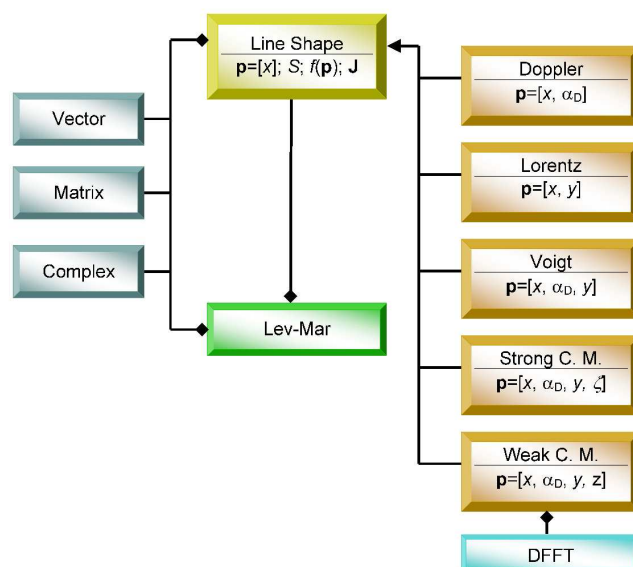 Line Shape
p=[x]; S; f(p); J
Vector
Matrix
Complex
Lev-Mar
Doppler
p=[x, αD]
Lorentz
p=[x, y]
Voigt
p=[x, αD, y]
Strong C. M.
p=[x, αD, y, ζ]
Weak C. M.
p=[x, αD, y, z]
DFFT